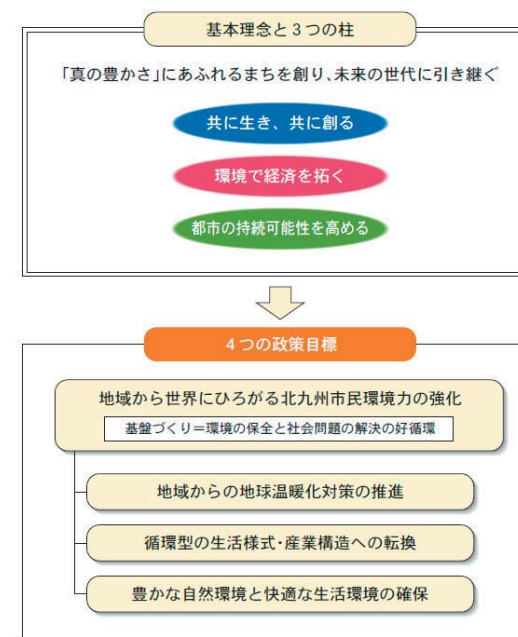 基本理念と3つの柱
「真の豊かさ」にあふれるまちを創り、未来の世代に引き継ぐ
共に生き、共に創る
環境で経済を拓く
都市の持続可能性を高める
4つの政策目標
地域から世界にひろがる北九州市民環境力の強化
基盤づくり＝環境の保全と社会問題の解決の好循環
地域からの地球温暖化対策の推進
循環型の生活様式・産業構造への転換
豊かな自然環境と快適な生活環境の確保